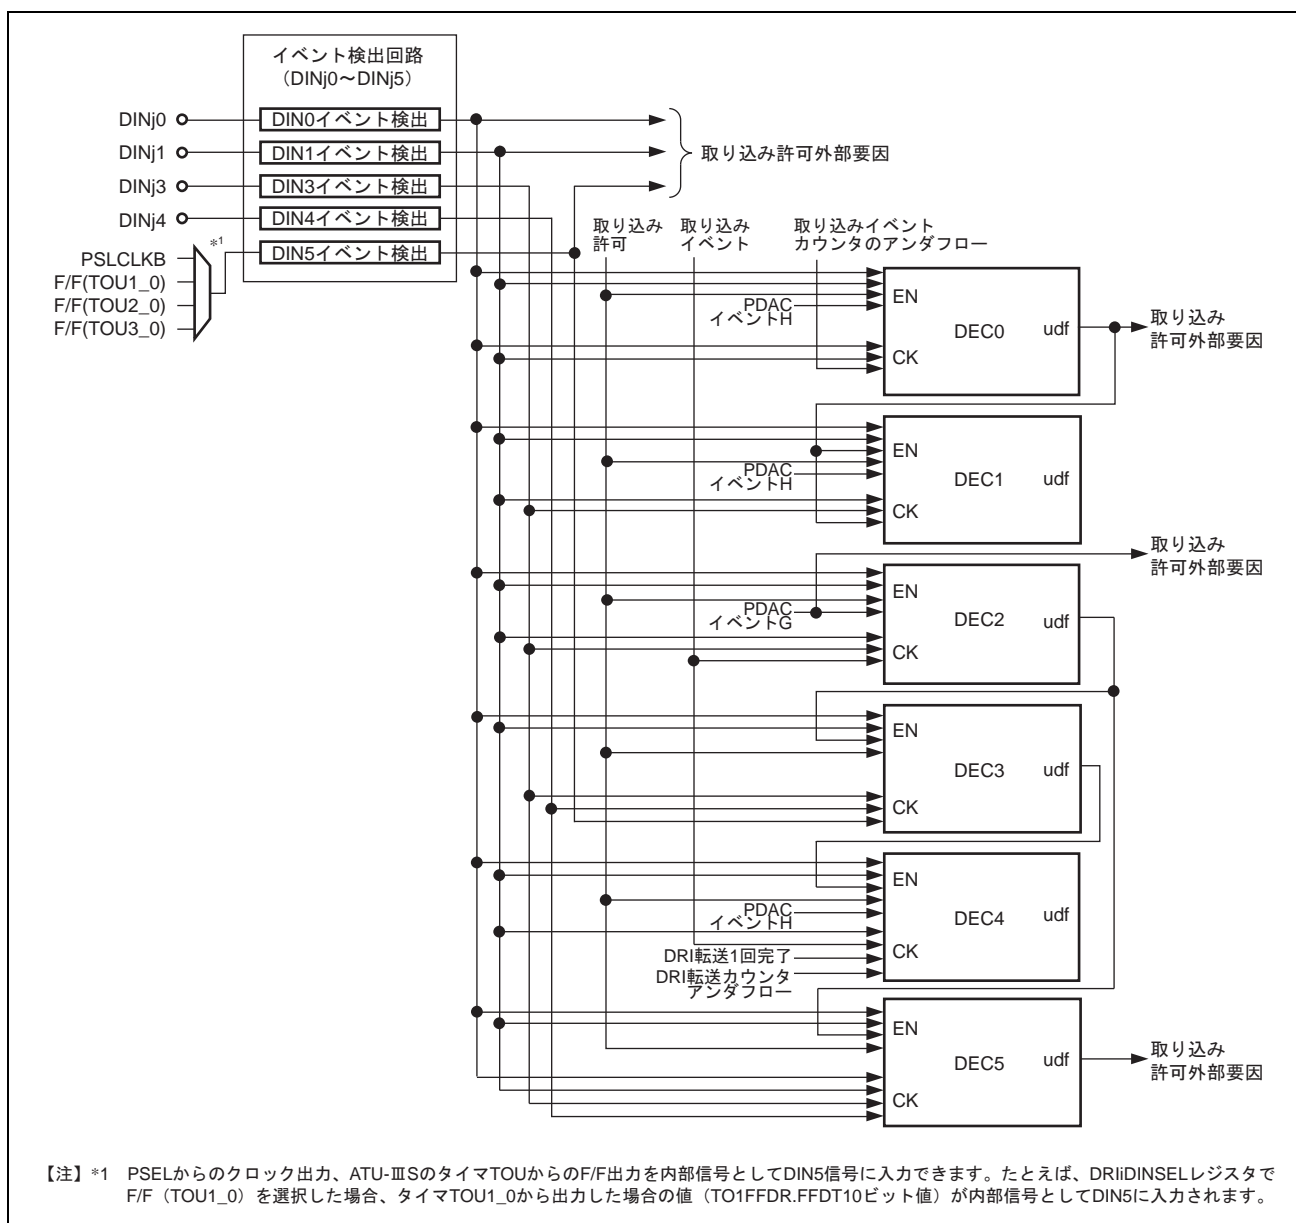 イベント検出回路
（DINj0～DINj5）
DINj0
DIN0イベント検出
DINj1
DIN1イベント検出
DINj3
DIN3イベント検出
DINj4
DIN4イベント検出
*1
DIN5イベント検出
PSLCLKB
F/F(TOU1_0)
F/F(TOU2_0)
F/F(TOU3_0)
取り込み許可外部要因
取り込み
許可
取り込み
イベント
取り込みイベント
カウンタのアンダフロー
PDAC
イベントH
EN
CK
DEC0
udf
取り込み
許可外部要因
PDAC
イベントH
EN
CK
DEC1
udf
取り込み
許可外部要因
PDAC
イベントG
EN
CK
DEC2
udf
EN
CK
DEC3
udf
PDAC
イベントH
DRI転送1回完了
DRI転送カウンタ
アンダフロー
EN
CK
DEC4
udf
EN
CK
DEC5
udf
取り込み
許可外部要因
【注】*1 PSELからのクロック出力、ATU-ⅢSのタイマTOUからのF/F出力を内部信号としてDIN5信号に入力できます。たとえば、DRIiDINSELレジスタで
F/F（TOU1_0）を選択した場合、タイマTOU1_0から出力した場合の値（TO1FFDR.FFDT10ビット値）が内部信号としてDIN5に入力されます。